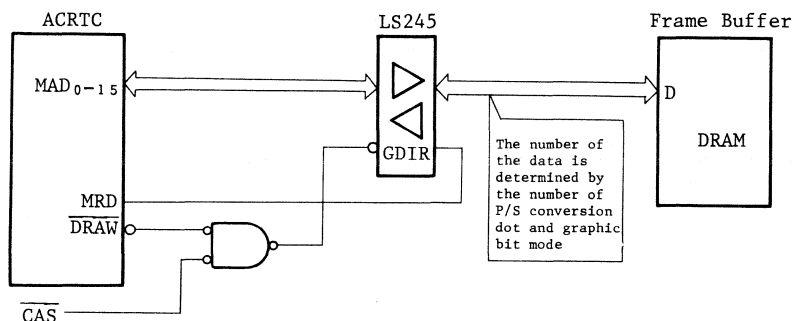 ACRTC
LS245
Frame Buffer
MAD0-15
D
DRAM
GDIR
MRD
DRAW
CAS
The number of
the data is
determined by
the number of
P/S conversion
dot and graphic
bit mode